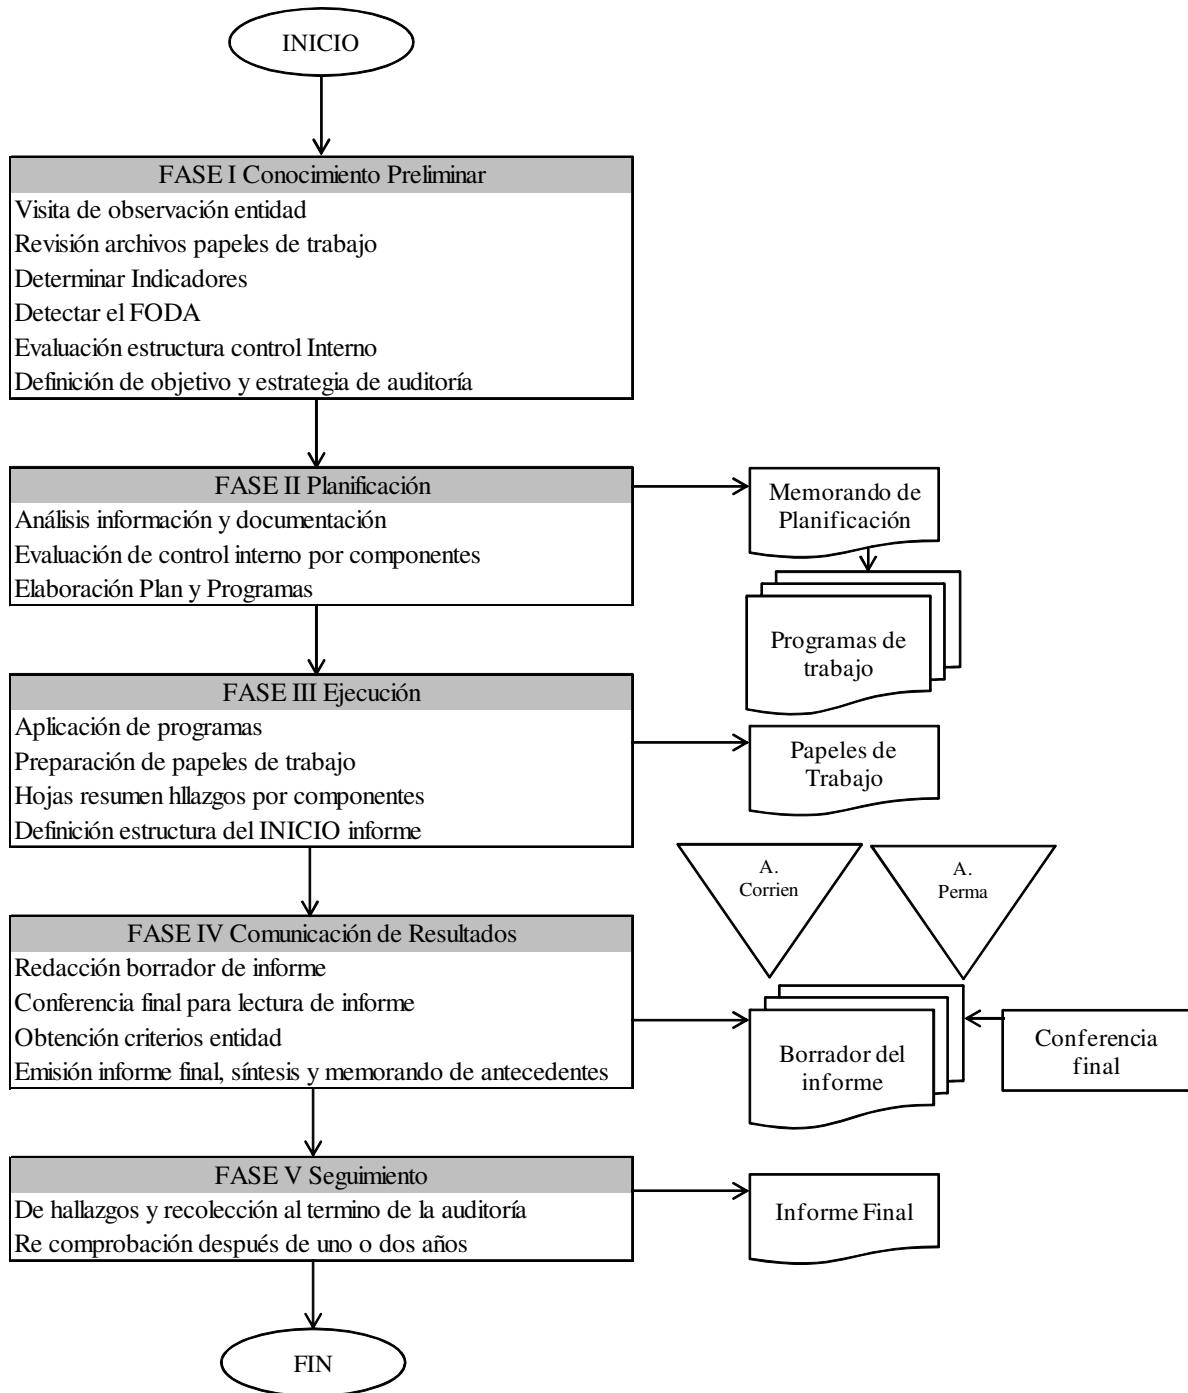 INICIO
FASE I Conocimiento Preliminar
Visita de observación entidad
Revisión archivos papeles de trabajo
Determinar Indicadores
Detectar el FODA
Evaluación estructura control Interno
Definición de objetivo y estrategia de auditoría
FASE II Planificación
Análisis información y documentación
Evaluación de control interno por componentes
Elaboración Plan y Programas
Memorando de
Planificación
Programas de
trabajo
FASE III Ejecución
Aplicación de programas
Preparación de papeles de trabajo
Hojas resumen hllazgos por componentes
Definición estructura del INICIO informe
Papeles de
Trabajo
A.
Corrien
A.
Perma
FASE IV Comunicación de Resultados
Redacción borrador de informe
Conferencia final para lectura de informe
Obtención criterios entidad
Emisión informe final, síntesis y memorando de antecedentes
Borrador del
informe
Conferencia
final
FASE V Seguimiento
De hallazgos y recolección al termino de la auditoría
Re comprobación después de uno o dos años
Informe Final
FIN